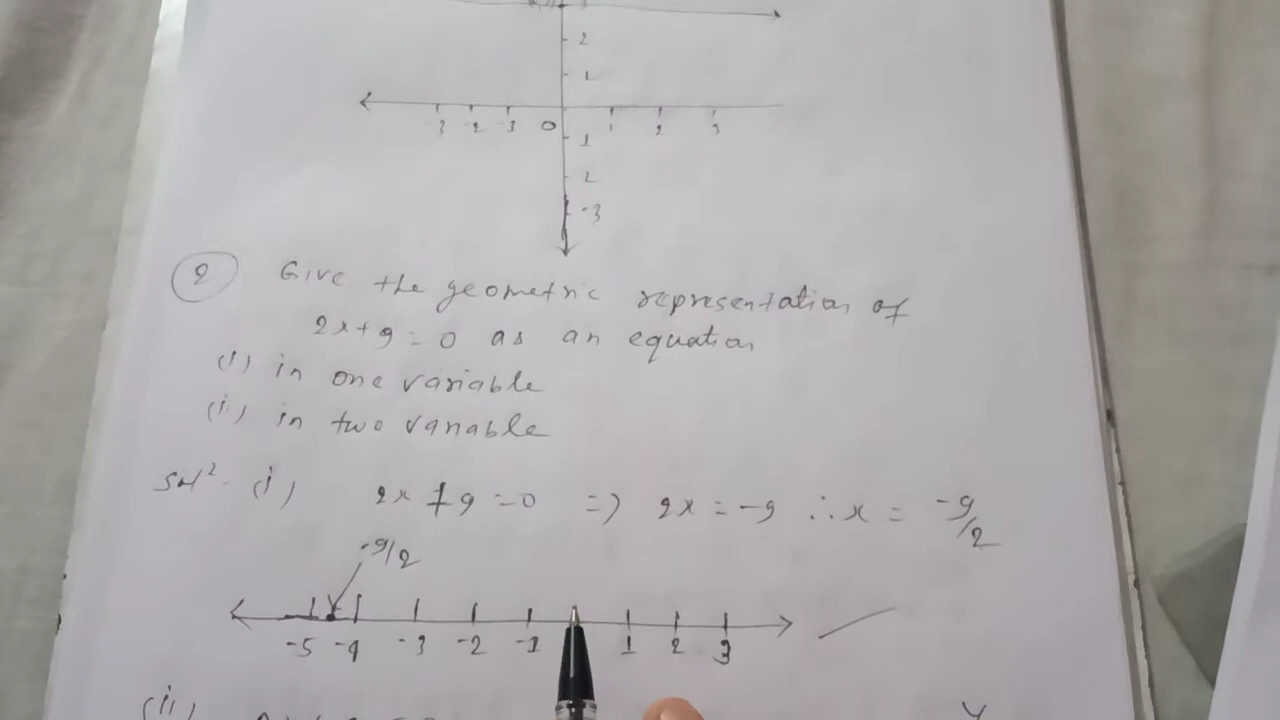 2
1
3 2 3 0 1 2 3
1
2
-3
2 Give the geometric representation of
2x+9=0 as an equation
(i) in one variable
(ii) in two variable
Sol² - (i) 2x+9=0 => 2x=-9 ∴x= -9/2
-9/2
-5 -4 -3 -2 -1 1 2 3
(ii)
Y